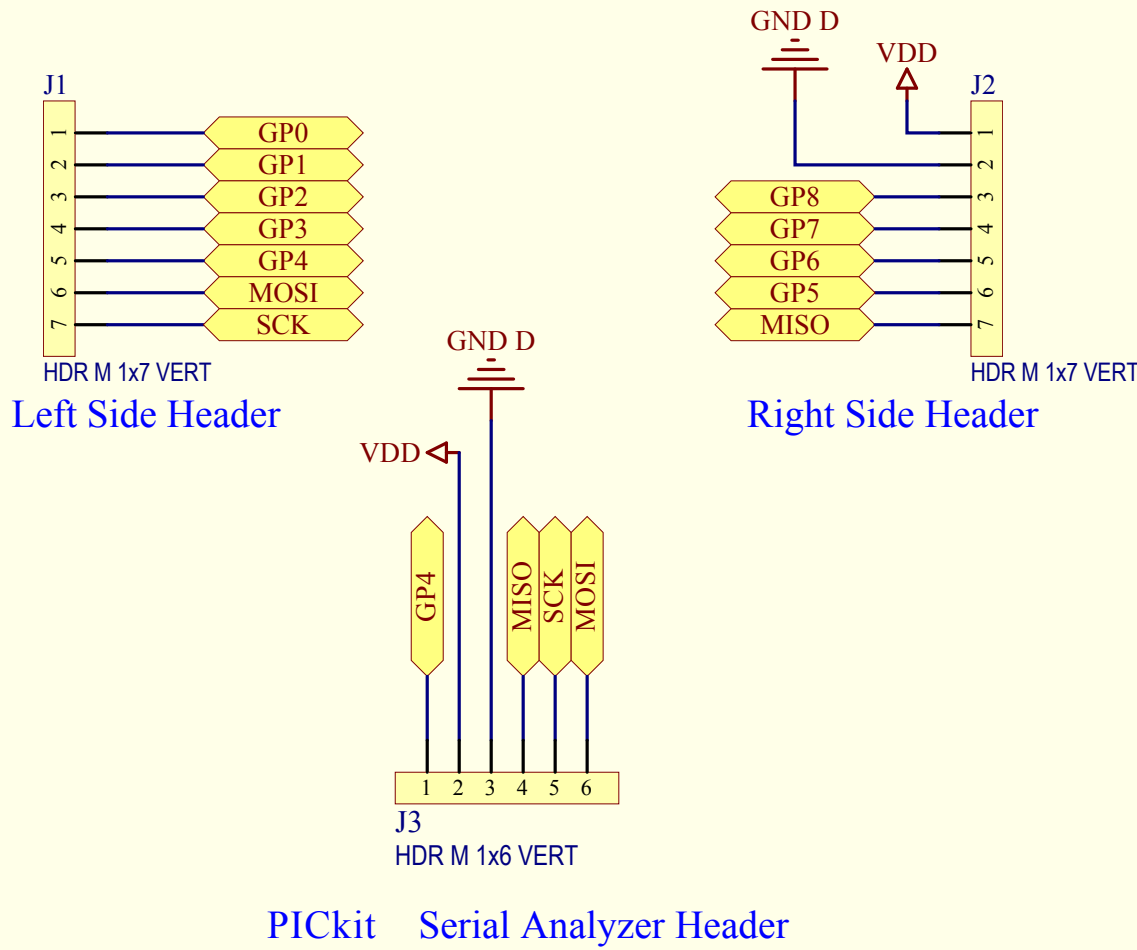 J1
1 GP0
2 GP1
3 GP2
4 GP3
5 GP4
6 MOSI
7 SCK
HDR M 1x7 VERT
Left Side Header
GND D
VDD
J2
1
2
GP8 3
GP7 4
GP6 5
GP5 6
MISO 7
HDR M 1x7 VERT
Right Side Header
GND D
VDD
GP4
MISO
SCK
MOSI
1 2 3 4 5 6
J3
HDR M 1x6 VERT
PICkit Serial Analyzer Header